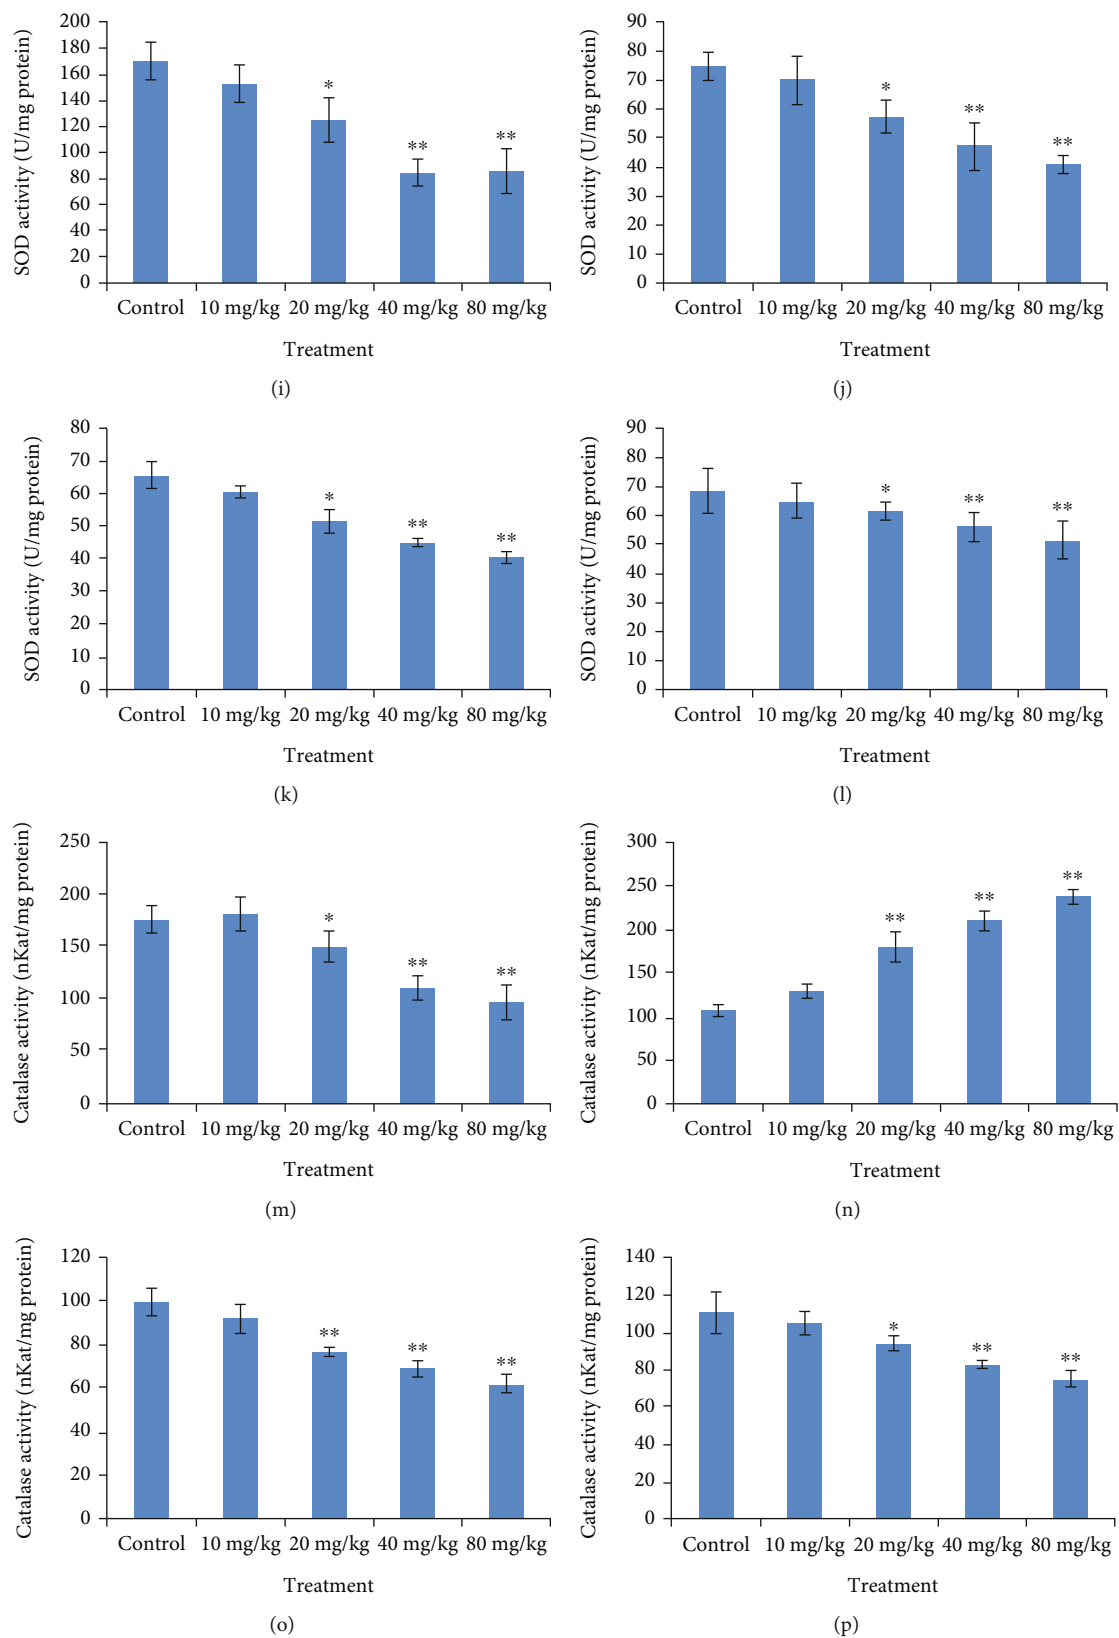 SOD activity (U/mg protein)
200
180
160
140
120
100
80
60
40
20
0
*
**
**
Control 10 mg/kg 20 mg/kg 40 mg/kg 80 mg/kg
Treatment
(i)
SOD activity (U/mg protein)
90
80
70
60
50
40
30
20
10
0
*
**
**
Control 10 mg/kg 20 mg/kg 40 mg/kg 80 mg/kg
Treatment
(j)
SOD activity (U/mg protein)
80
70
60
50
40
30
20
10
0
*
**
**
Control 10 mg/kg 20 mg/kg 40 mg/kg 80 mg/kg
Treatment
(k)
SOD activity (U/mg protein)
90
80
70
60
50
40
30
20
10
0
*
**
**
Control 10 mg/kg 20 mg/kg 40 mg/kg 80 mg/kg
Treatment
(l)
Catalase activity (nKat/mg protein)
250
200
150
100
50
0
*
**
**
Control 10 mg/kg 20 mg/kg 40 mg/kg 80 mg/kg
Treatment
(m)
Catalase activity (nKat/mg protein)
300
250
200
150
100
50
0
**
**
**
Control 10 mg/kg 20 mg/kg 40 mg/kg 80 mg/kg
Treatment
(n)
Catalase activity (nKat/mg protein)
120
100
80
60
40
20
0
**
**
**
Control 10 mg/kg 20 mg/kg 40 mg/kg 80 mg/kg
Treatment
(o)
Catalase activity (nKat/mg protein)
140
120
100
80
60
40
20
0
*
**
**
Control 10 mg/kg 20 mg/kg 40 mg/kg 80 mg/kg
Treatment
(p)